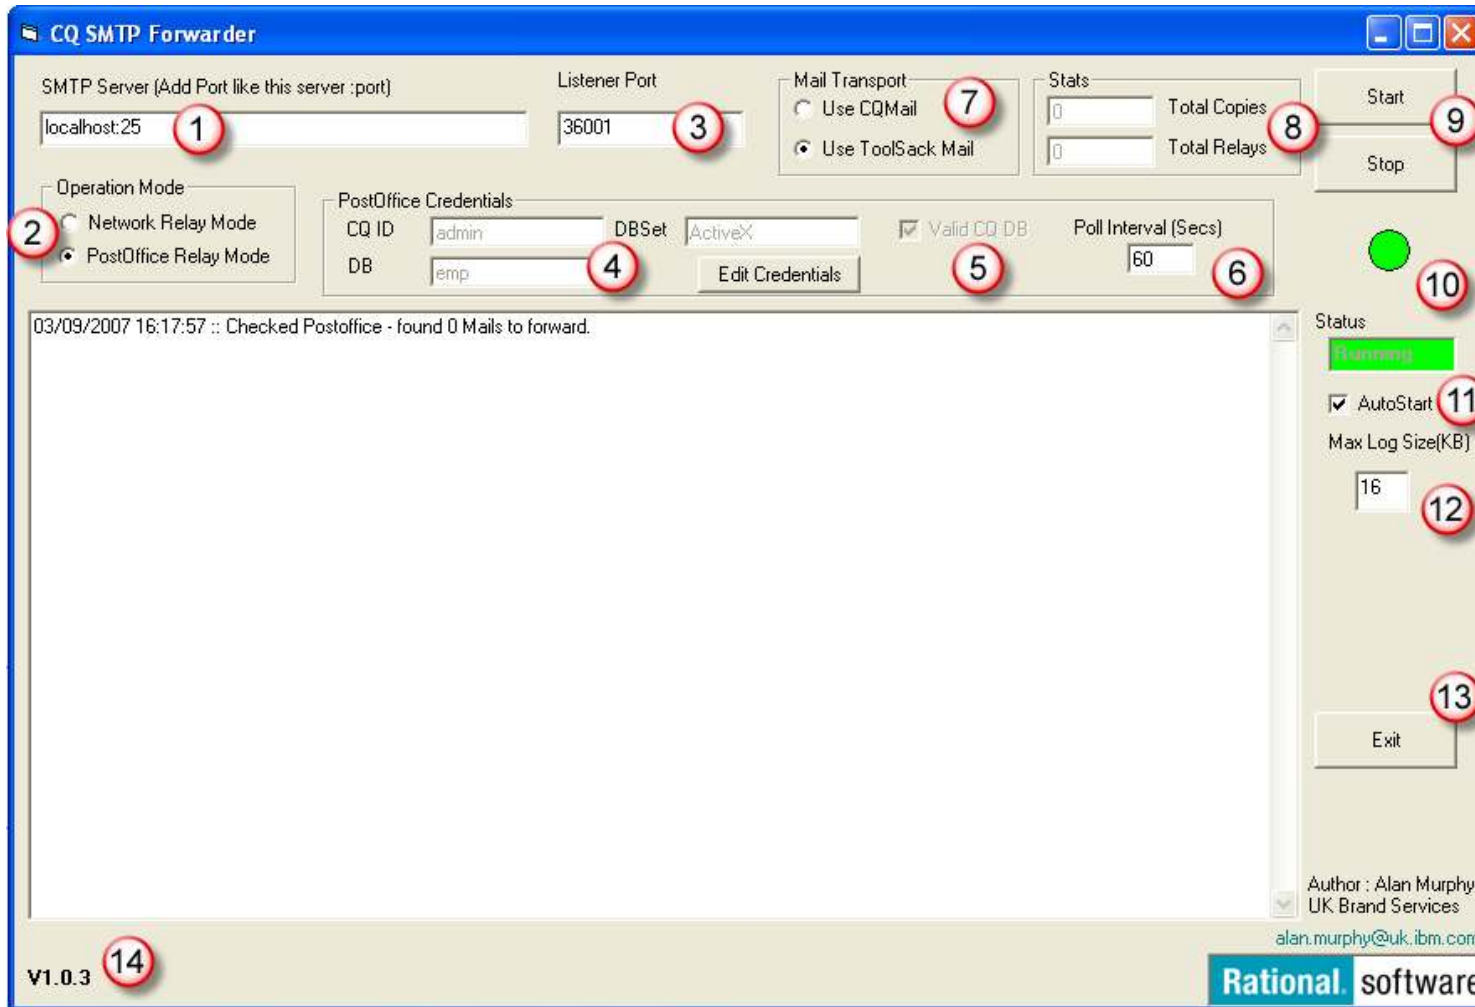 CQ SMTP Forwarder
SMTP Server (Add Port like this server :port)
localhost:25
1
Listener Port
36001
3
Mail Transport
Use CQMail
7
Use ToolSack Mail
Stats
0 Total Copies
0 Total Relays
8
Start
9
Stop
Operation Mode
2
Network Relay Mode
PostOffice Relay Mode
PostOffice Credentials
CQ ID admin
DBSet ActiveX
DB emp
4
Edit Credentials
Valid CQ DB
5
Poll Interval (Secs)
60
6
10
03/09/2007 16:17:57 :: Checked Postoffice - found 0 Mails to forward.
Status
Running
AutoStart
11
Max Log Size(KB)
16
12
13
Exit
Author : Alan Murphy
UK Brand Services
alan.murphy@uk.ibm.com
V1.0.3
14
Rational. software